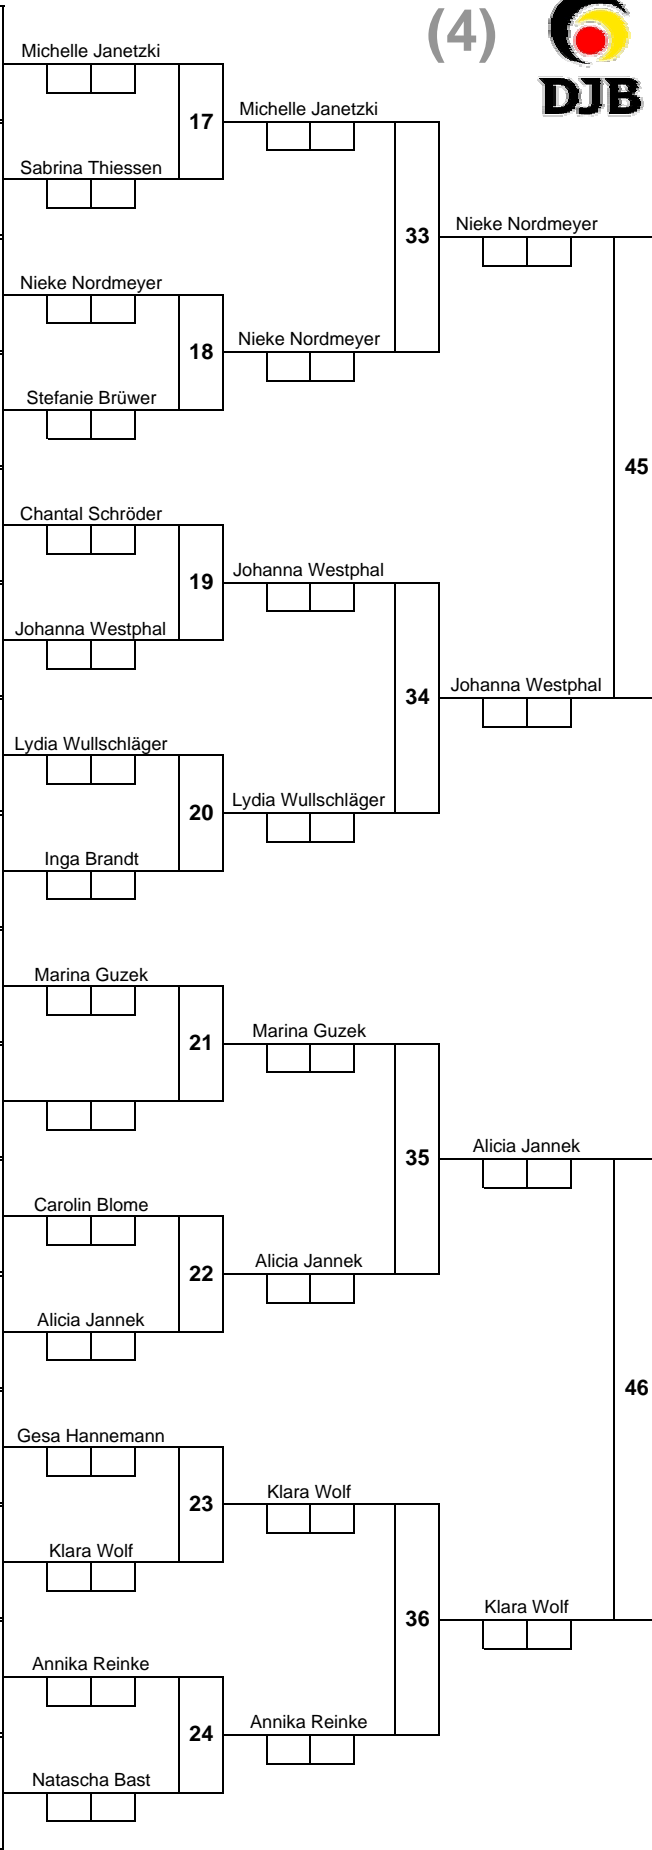 (4)
DJB
Michelle Janetzki
17
Michelle Janetzki
Sabrina Thiessen
33
Nieke Nordmeyer
Nieke Nordmeyer
18
Nieke Nordmeyer
Stefanie Brüwer
45
Chantal Schröder
19
Johanna Westphal
Johanna Westphal
34
Johanna Westphal
Lydia Wullschläger
20
Lydia Wullschläger
Inga Brandt
Marina Guzek
21
Marina Guzek
35
Alicia Jannek
Carolin Blome
22
Alicia Jannek
Alicia Jannek
46
Gesa Hannemann
23
Klara Wolf
Klara Wolf
36
Klara Wolf
Annika Reinke
24
Annika Reinke
Natascha Bast